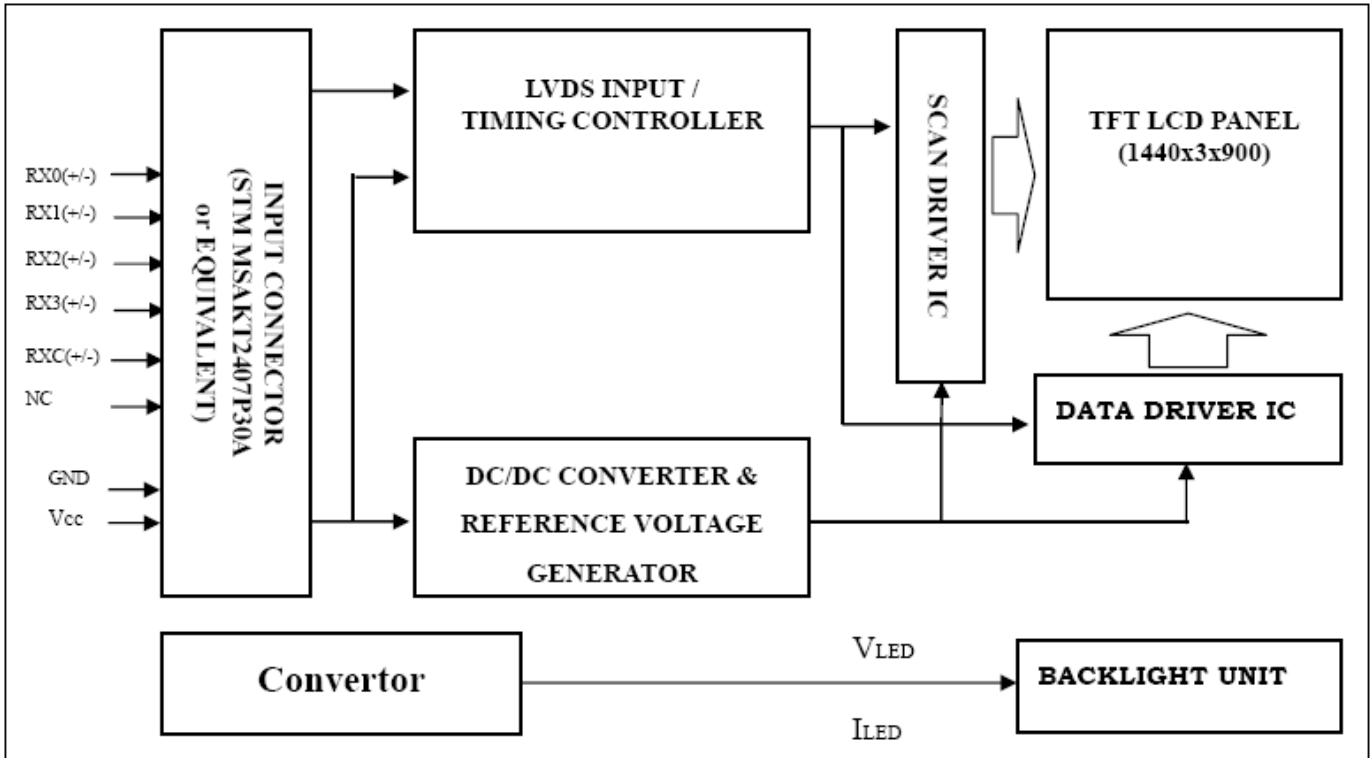 RX0(+/-)
RX1(+/-)
RX2(+/-)
RX3(+/-)
RXC(+/-)
NC
GND
Vcc
INPUT CONNECTOR
(STM MSAKT2407P30A
or EQUIVALENT)
LVDS INPUT /
TIMING CONTROLLER
SCAN DRIVER IC
TFT LCD PANEL
(1440x3x900)
DATA DRIVER IC
DC/DC CONVERTER &
REFERENCE VOLTAGE
GENERATOR
Convertor
VLED
ILED
BACKLIGHT UNIT